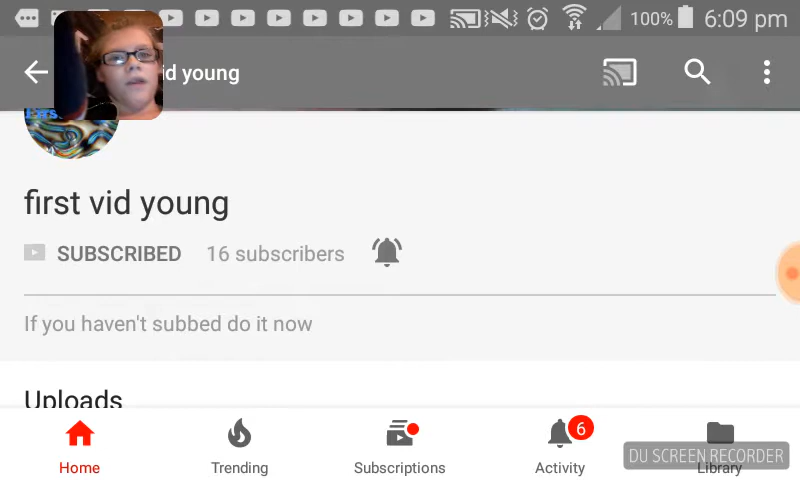 100% 6:09 pm
id young
first vid young
SUBSCRIBED 16 subscribers
If you haven't subbed do it now
Uploads
6
Home Trending Subscriptions Activity Library
DU SCREEN RECORDER